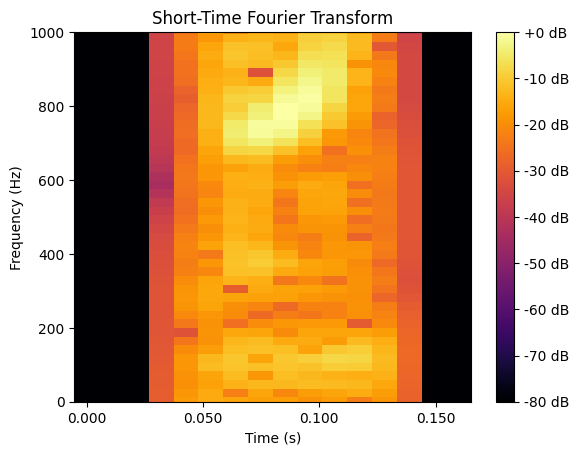 Short-Time Fourier Transform
1000
800
600
400
200
0
Frequency (Hz)
0.000
0.050
0.100
0.150
Time (s)
+0 dB
-10 dB
-20 dB
-30 dB
-40 dB
-50 dB
-60 dB
-70 dB
-80 dB